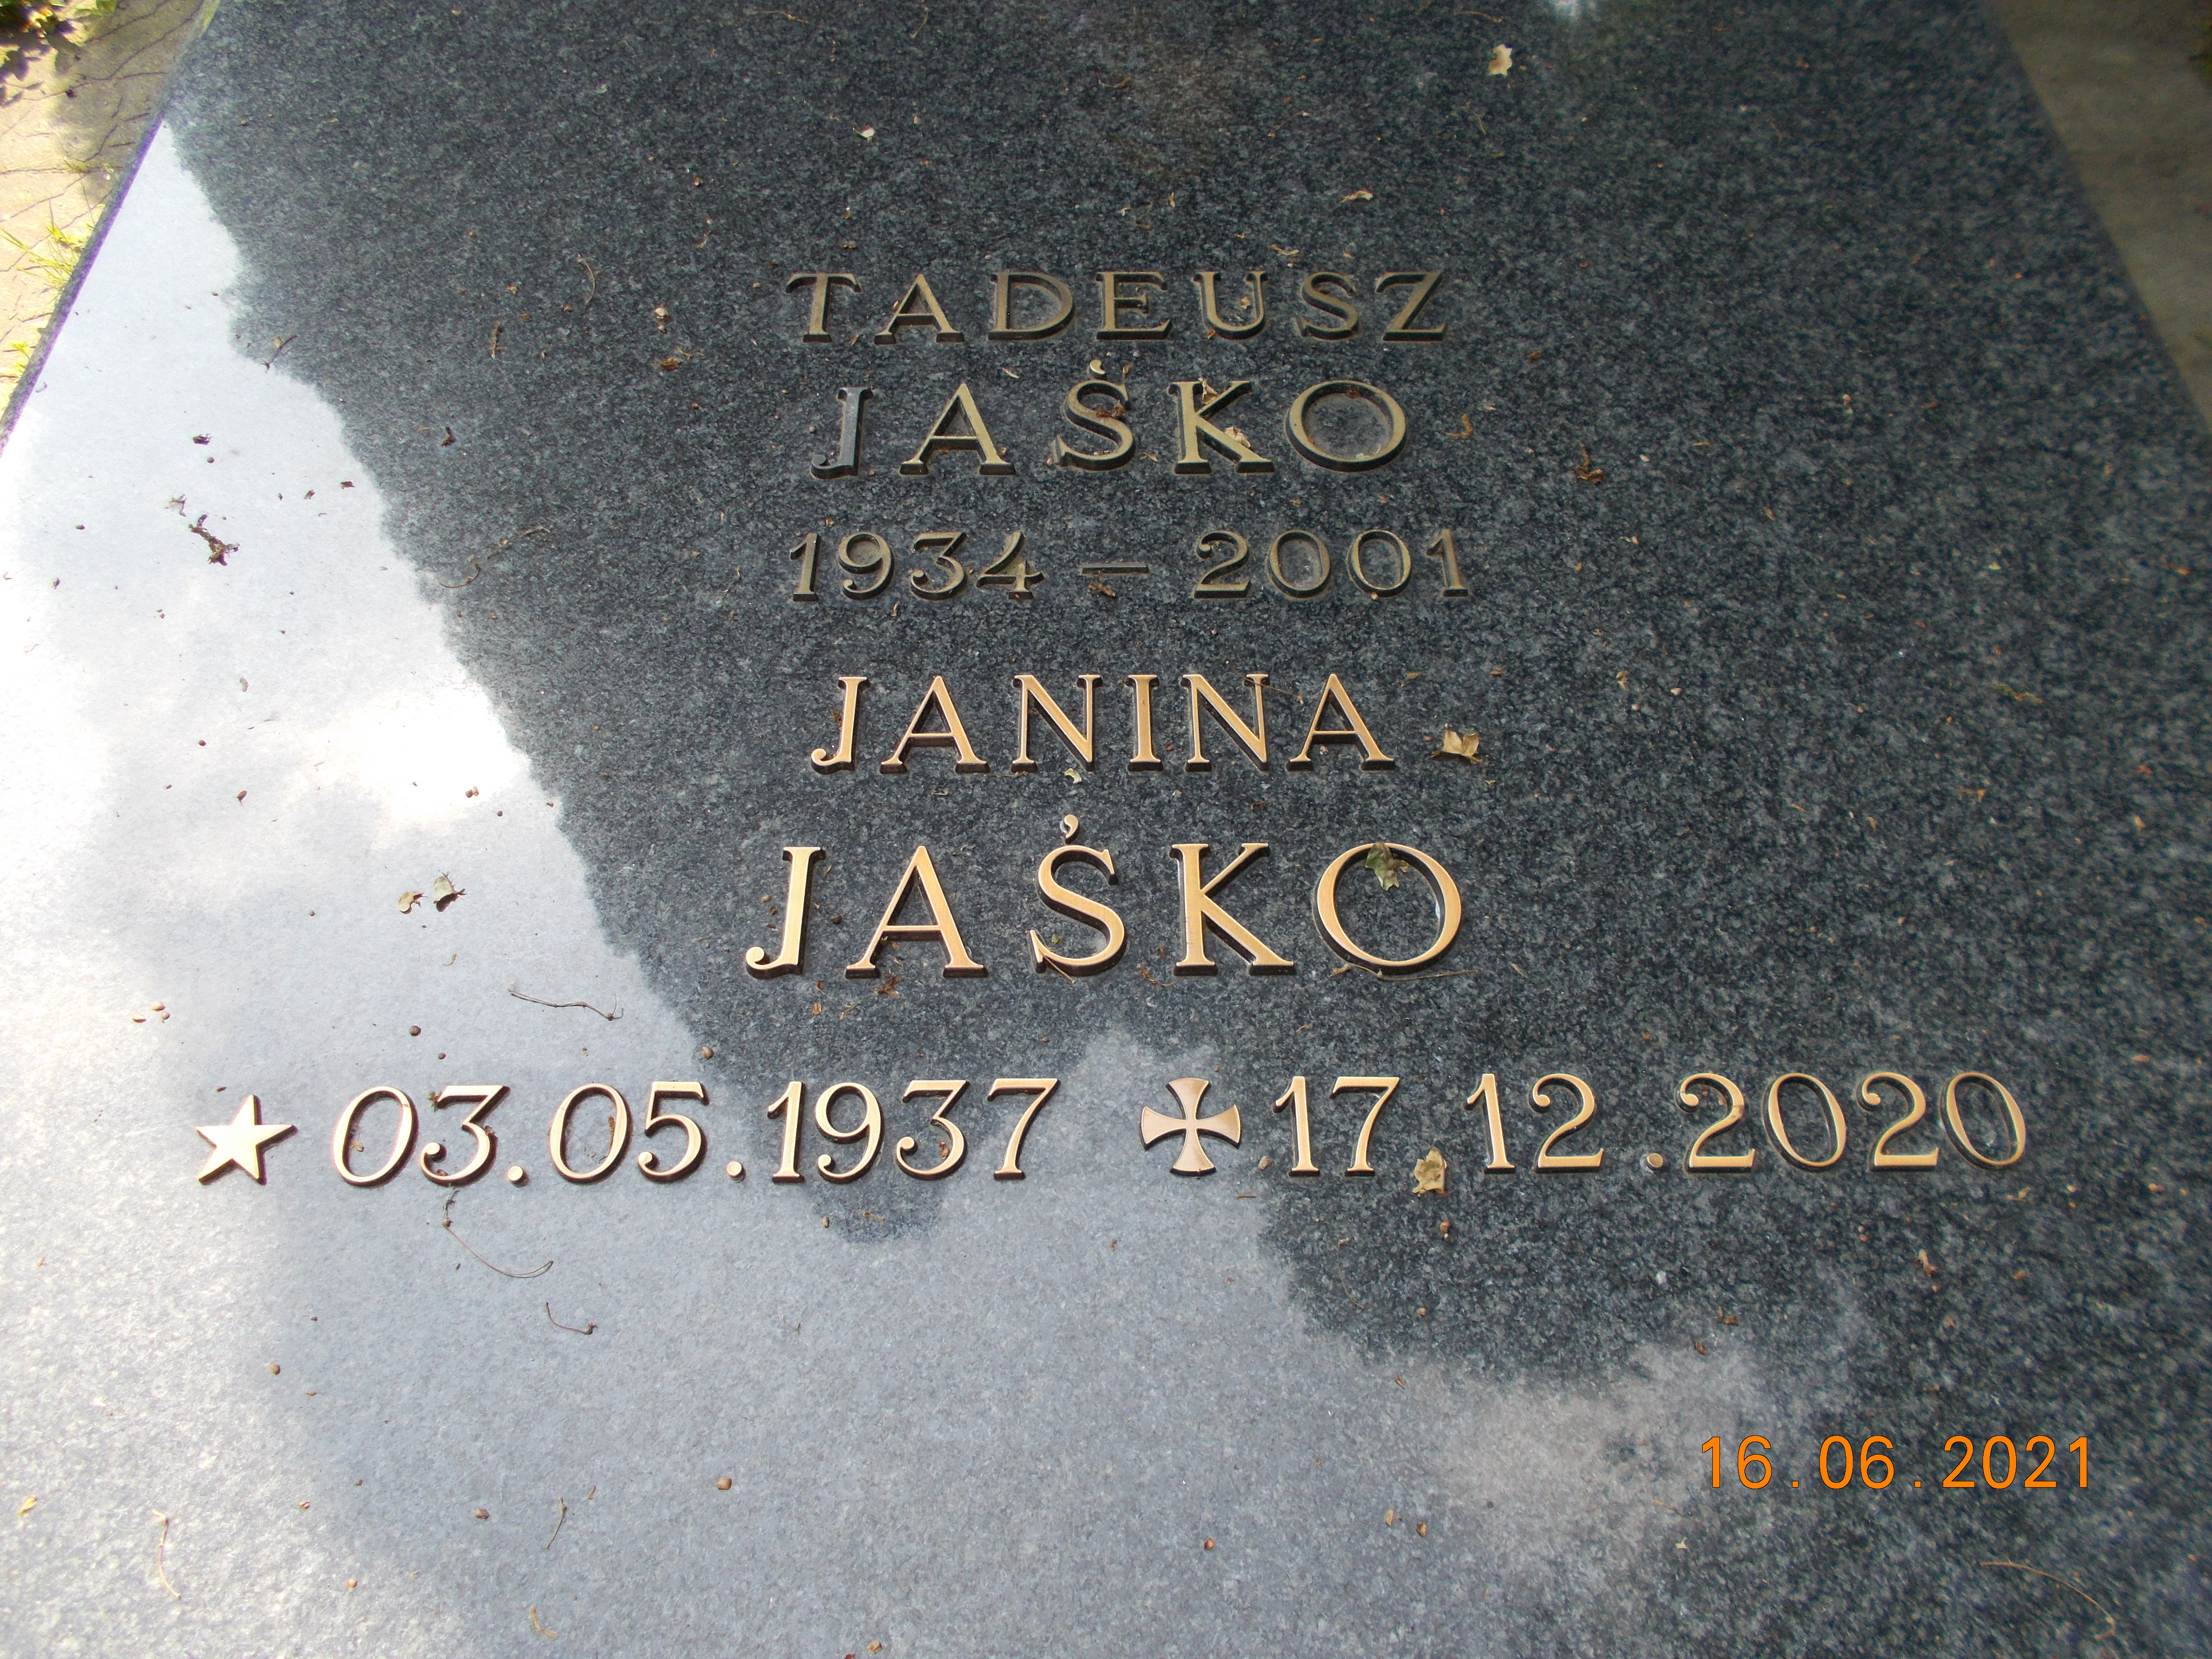 TADEUSZ
JAŚKO
1934 – 2001
JANINA
JAŚKO
★ 03.05.1937 ✠ 17.12.2020
16.06.2021